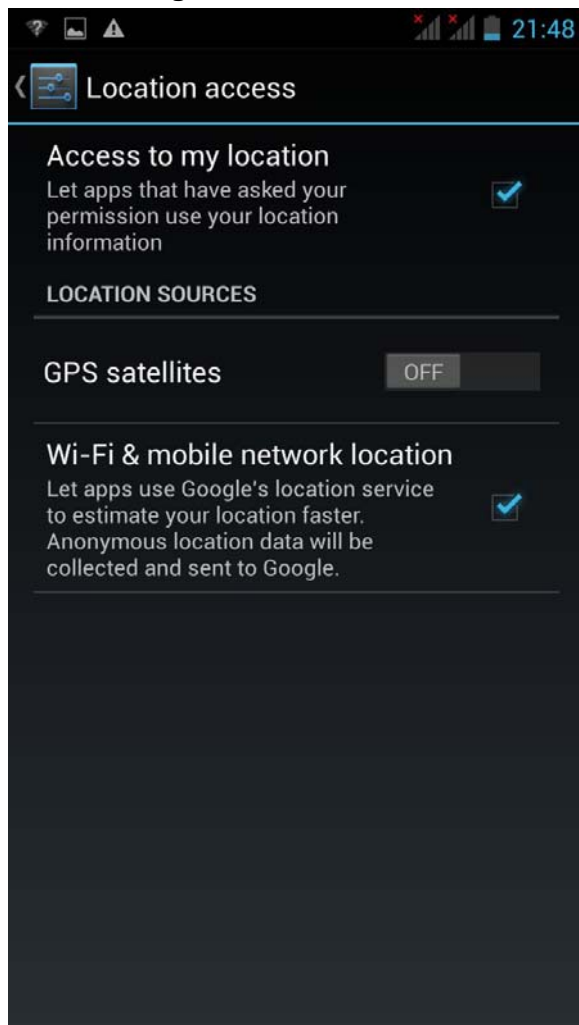 21:48
Location access
Access to my location
Let apps that have asked your
permission use your location
information
LOCATION SOURCES
GPS satellites
OFF
Wi-Fi & mobile network location
Let apps use Google's location service
to estimate your location faster.
Anonymous location data will be
collected and sent to Google.